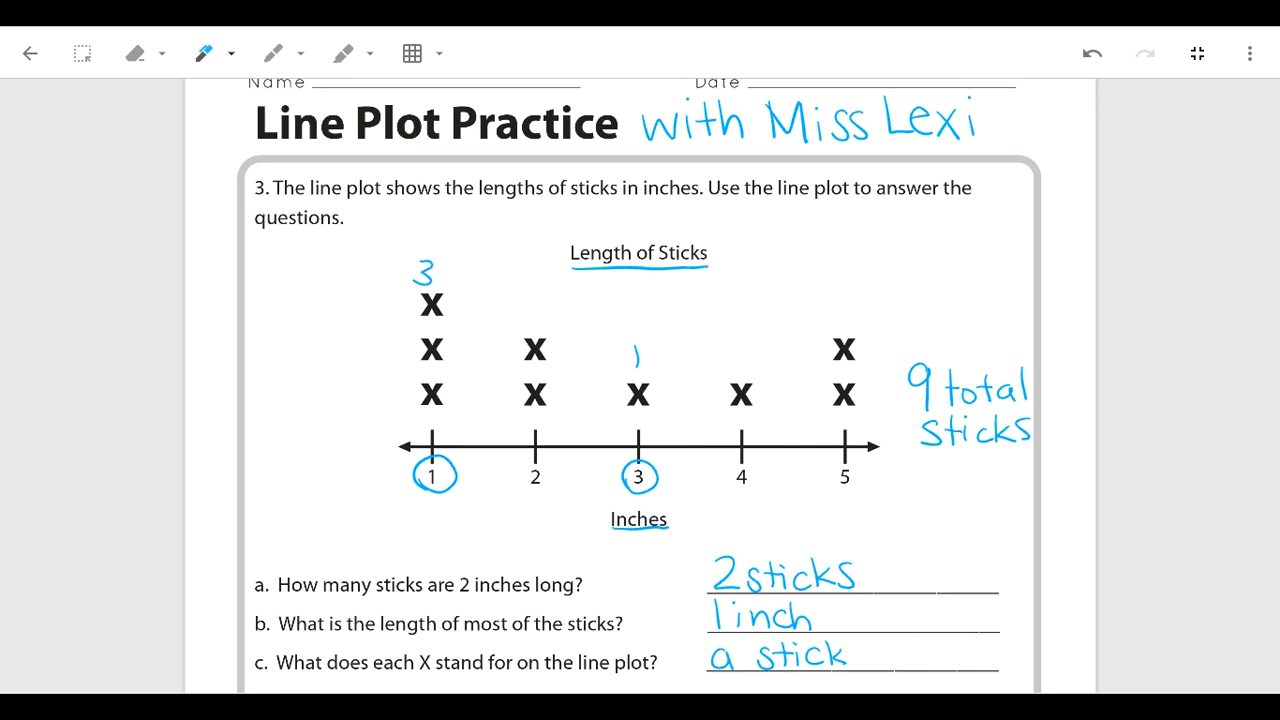 Name Date
Line Plot Practice with Miss Lexi
3. The line plot shows the lengths of sticks in inches. Use the line plot to answer the
questions.
Length of Sticks
3
X
X X X
1
X X X X X
9 total
sticks
1 2 3 4 5
Inches
a. How many sticks are 2 inches long? 2 sticks
b. What is the length of most of the sticks? 1 inch
c. What does each X stand for on the line plot? a stick